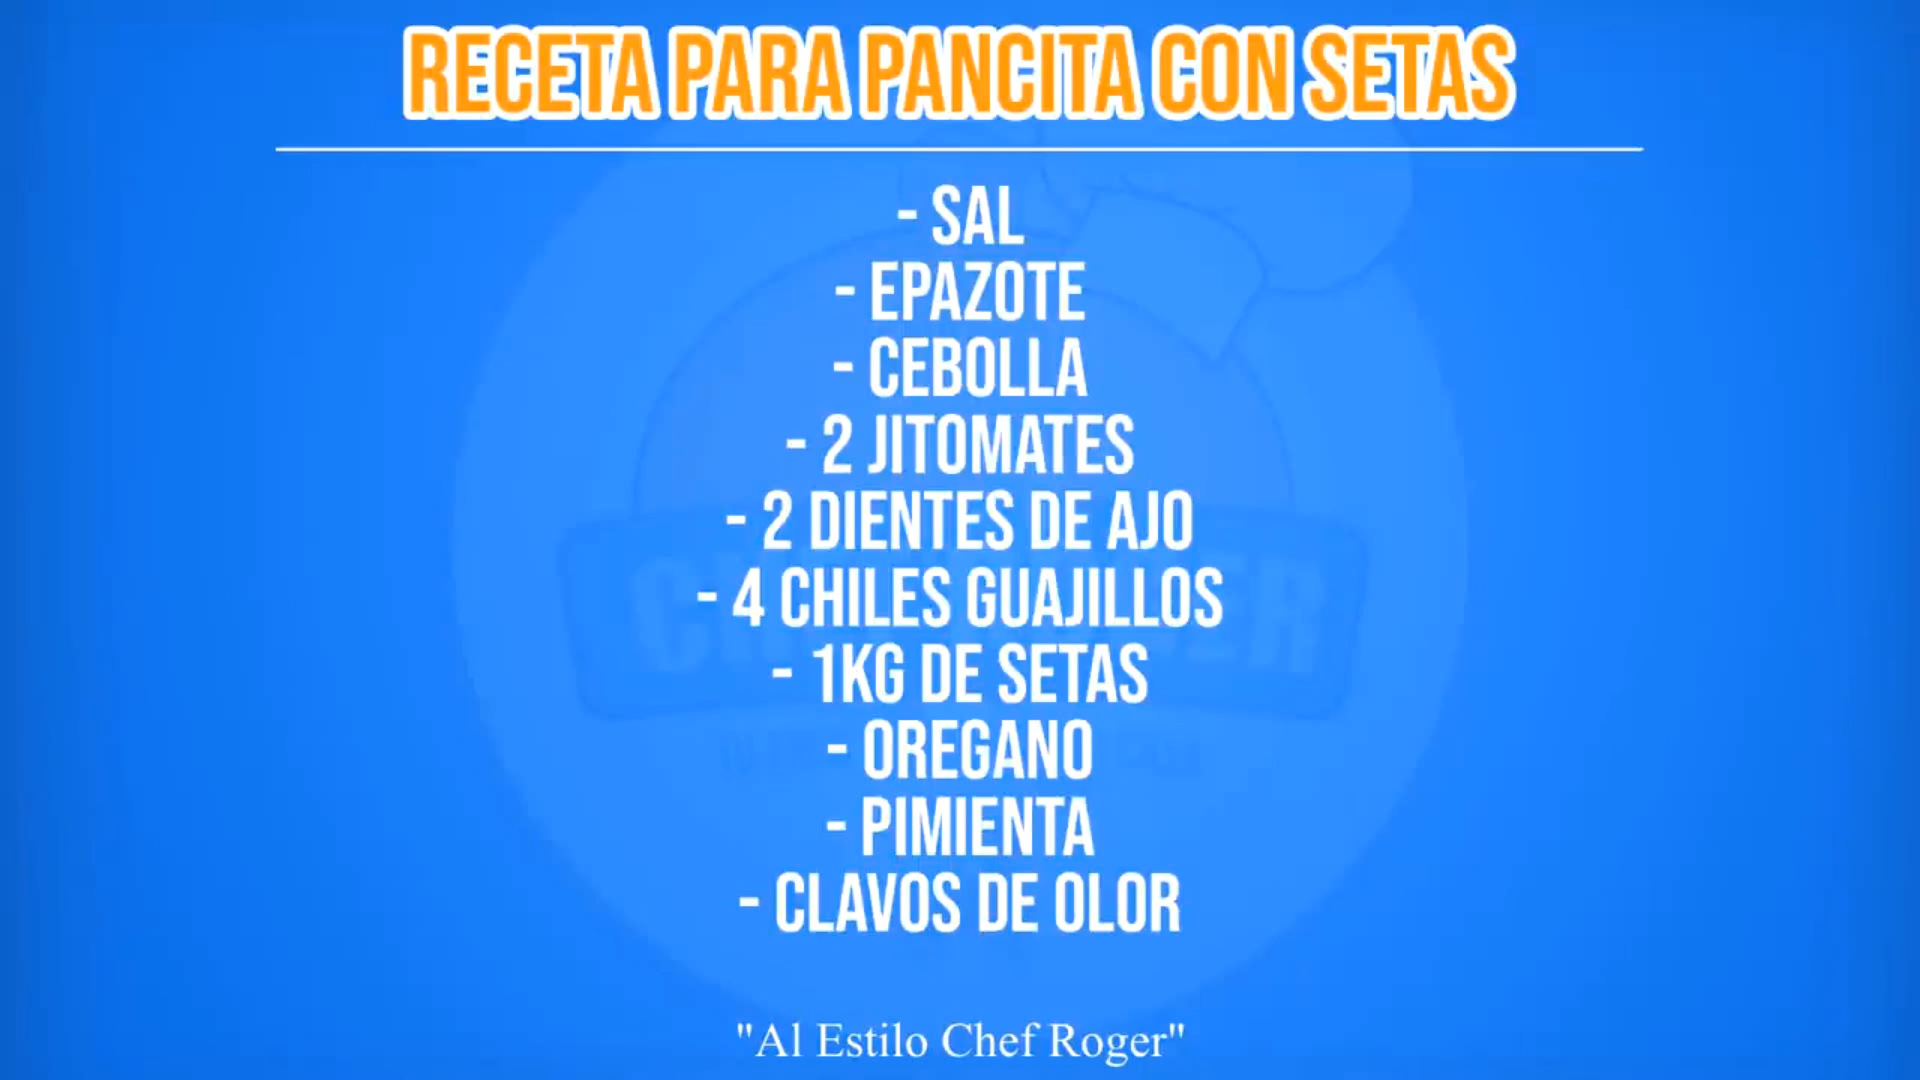 RECETA PARA PANCITA CON SETAS
- SAL
- EPAZOTE
- CEBOLLA
- 2 JITOMATES
- 2 DIENTES DE AJO
- 4 CHILES GUAJILLOS
- 1KG DE SETAS
- OREGANO
- PIMIENTA
- CLAVOS DE OLOR
"Al Estilo Chef Roger"